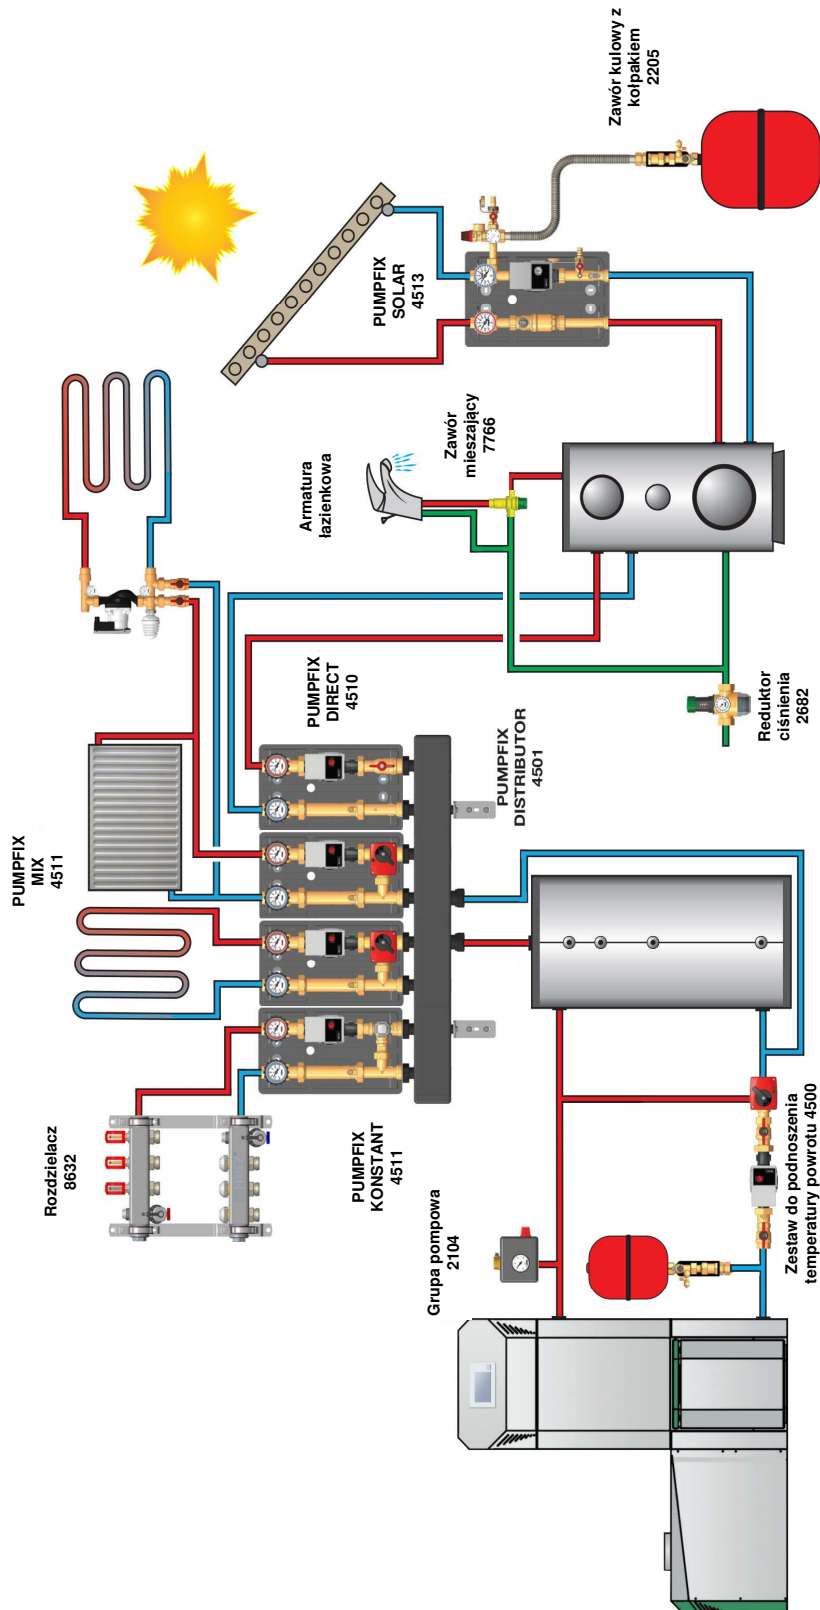 Rozdzielacz
8632
PUMPFIX
MIX
4511
Armatura
łazienkowa
PUMPFIX
SOLAR
4513
Zawór kulowy z
kołpakiem
2205
Zawór
mieszający
7766
PUMPFIX
DIRECT
4510
PUMPFIX
KONSTANT
4511
PUMPFIX
DISTRIBUTOR
4501
Grupa pompowa
2104
Reduktor
ciśnienia
2682
Zestaw do podnoszenia
temperatury powrotu 4500